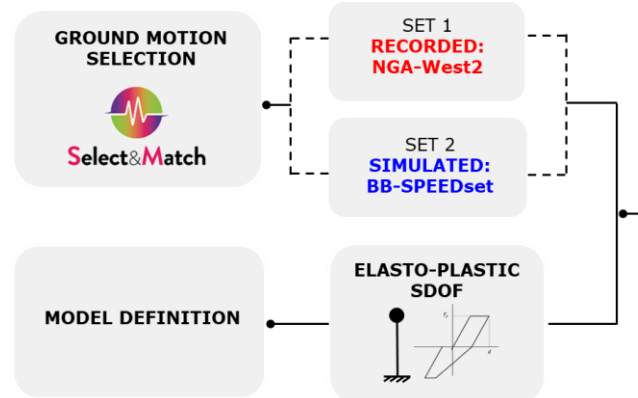 GROUND MOTION
SELECTION
Select&Match
SET 1
RECORDED:
NGA-West2
SET 2
SIMULATED:
BB-SPEEDset
MODEL DEFINITION
ELASTO-PLASTIC
SDOF
d